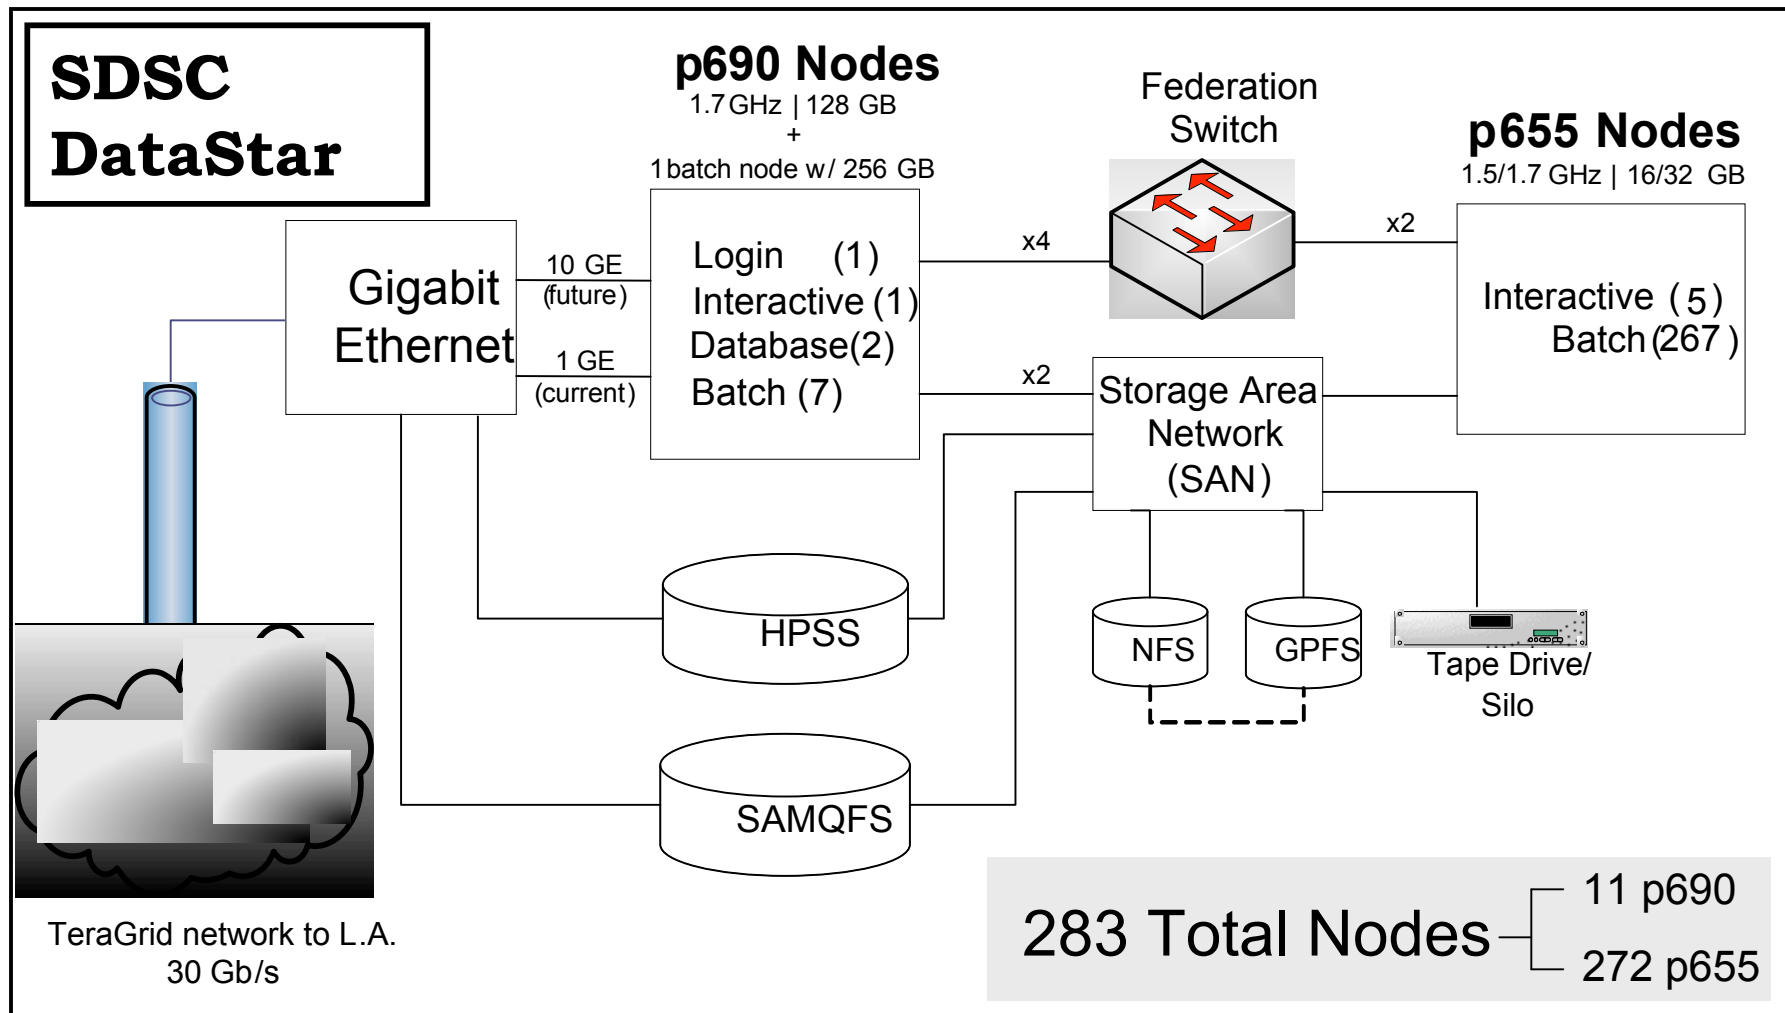 SDSC
DataStar
p690 Nodes
1.7 GHz | 128 GB
+
1 batch node w/ 256 GB
Federation
Switch
p655 Nodes
1.5/1.7 GHz | 16/32 GB
Gigabit
Ethernet
10 GE
(future)
1 GE
(current)
Login (1)
Interactive (1)
Database(2)
Batch (7)
x4
x2
x2
Interactive (5)
Batch (267)
Storage Area
Network
(SAN)
HPSS
NFS
GPFS
Tape Drive/
Silo
SAMQFS
TeraGrid network to L.A.
30 Gb/s
283 Total Nodes
11 p690
272 p655